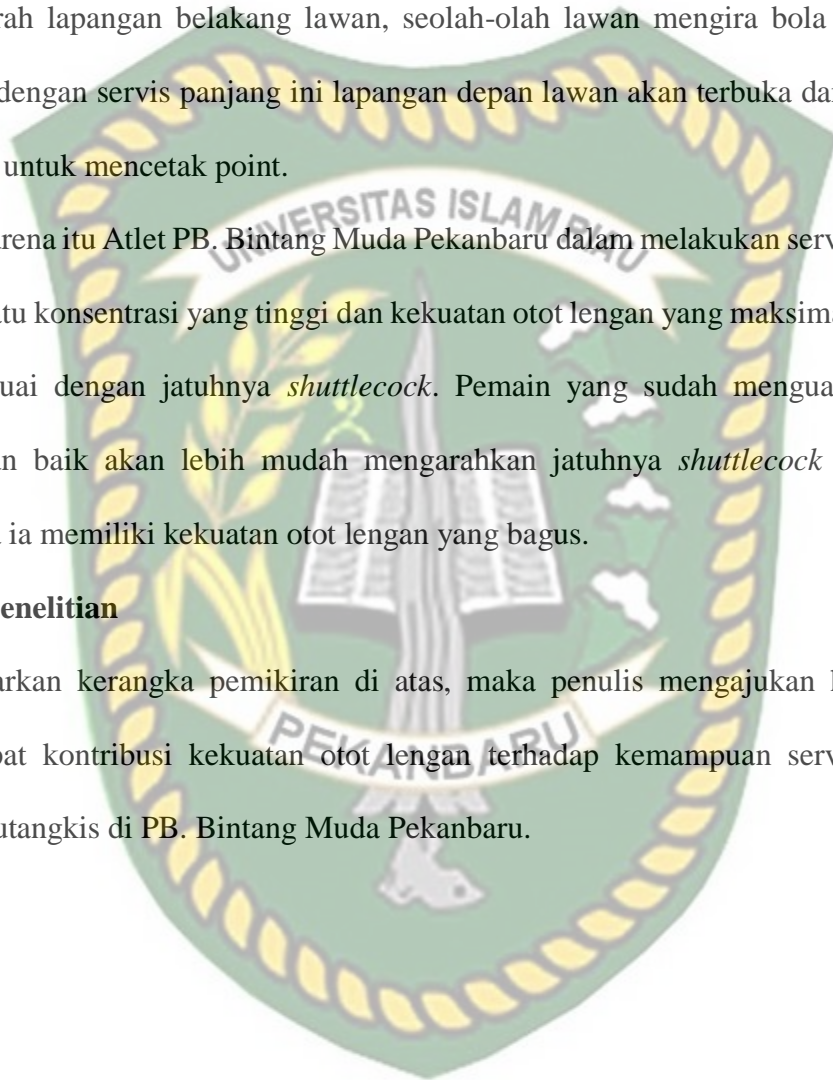 rah lapangan belakang lawan, seolah-olah lawan mengira bola
dengan servis panjang ini lapangan depan lawan akan terbuka da
untuk mencetak point.
UNIVERSITAS ISLAM RIAU
arena itu Atlet PB. Bintang Muda Pekanbaru dalam melakukan serv
atu konsentrasi yang tinggi dan kekuatan otot lengan yang maksima
uai dengan jatuhnya shuttlecock. Pemain yang sudah mengua
n baik akan lebih mudah mengarahkan jatuhnya shuttlecock
ia memiliki kekuatan otot lengan yang bagus.
enelitian
arkan kerangka pemikiran di atas, maka penulis mengajukan
PEKANBARU
pat kontribusi kekuatan otot lengan terhadap kemampuan serv
utangkis di PB. Bintang Muda Pekanbaru.